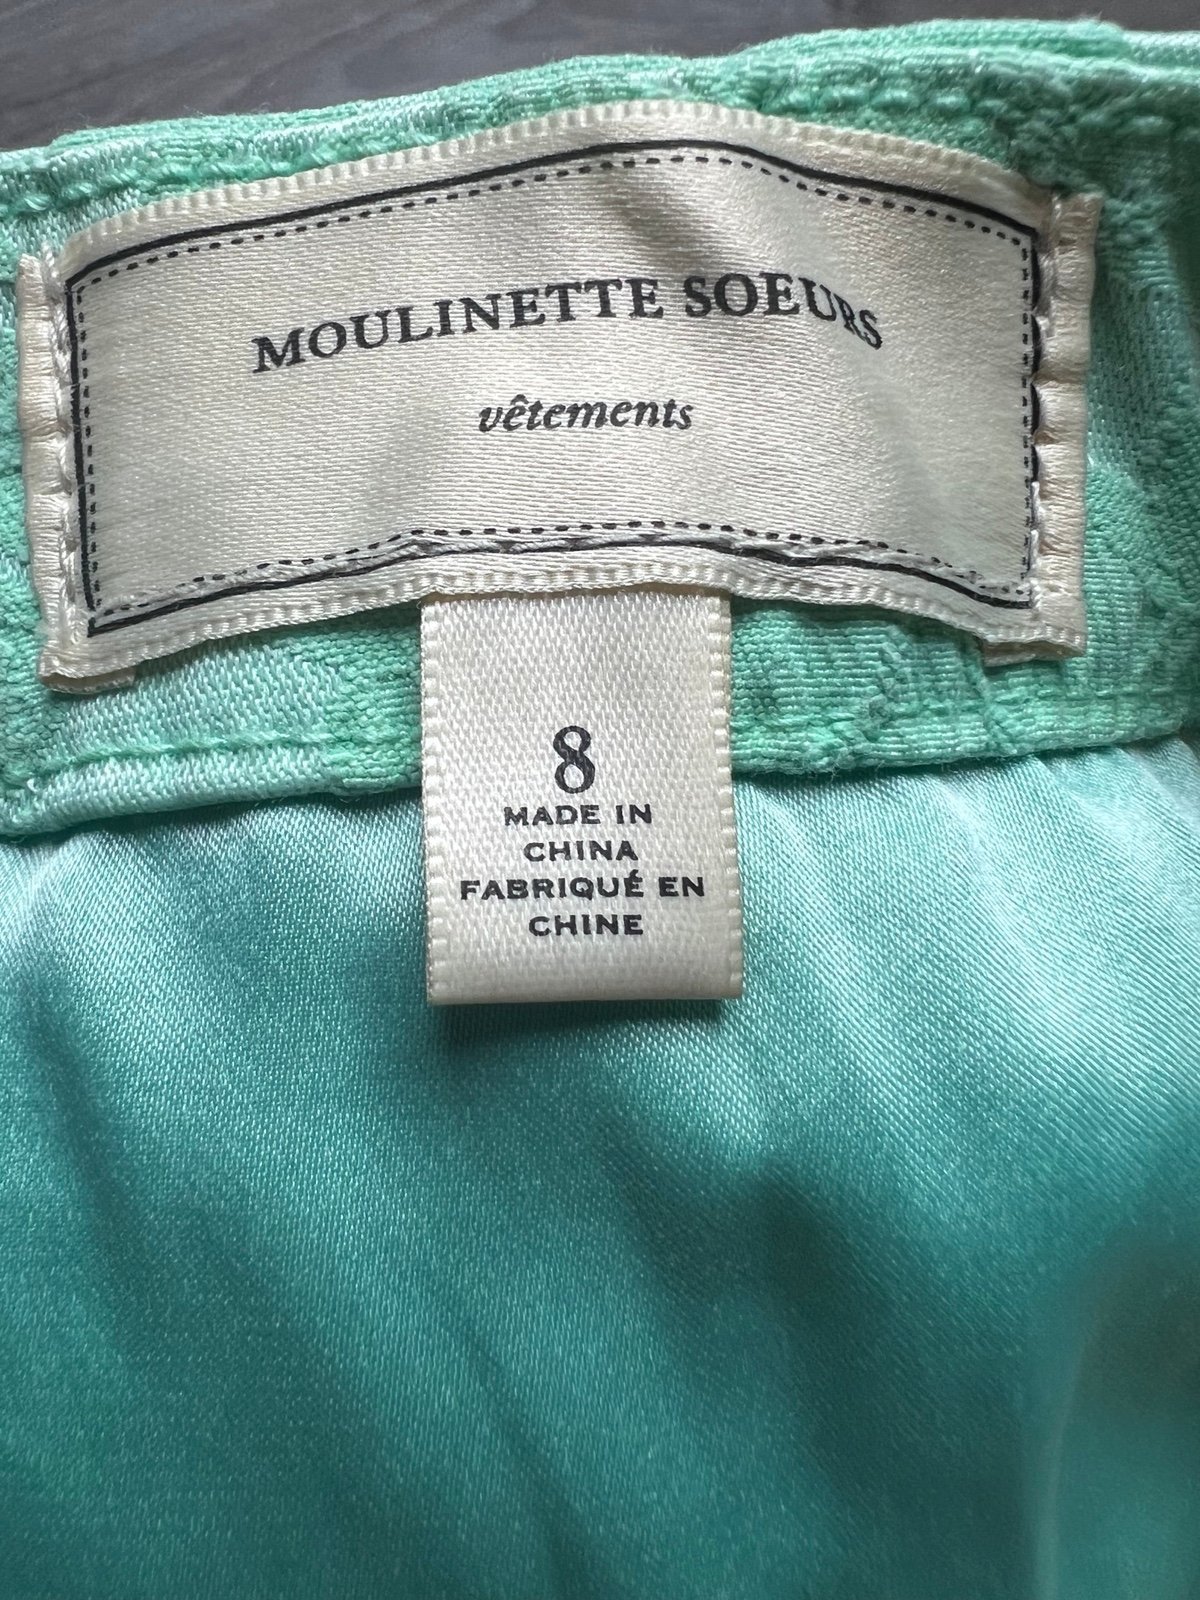 MOULINETTE SOEURS
vêtements
8
MADE IN
CHINA
FABRIQUÉ EN
CHINE